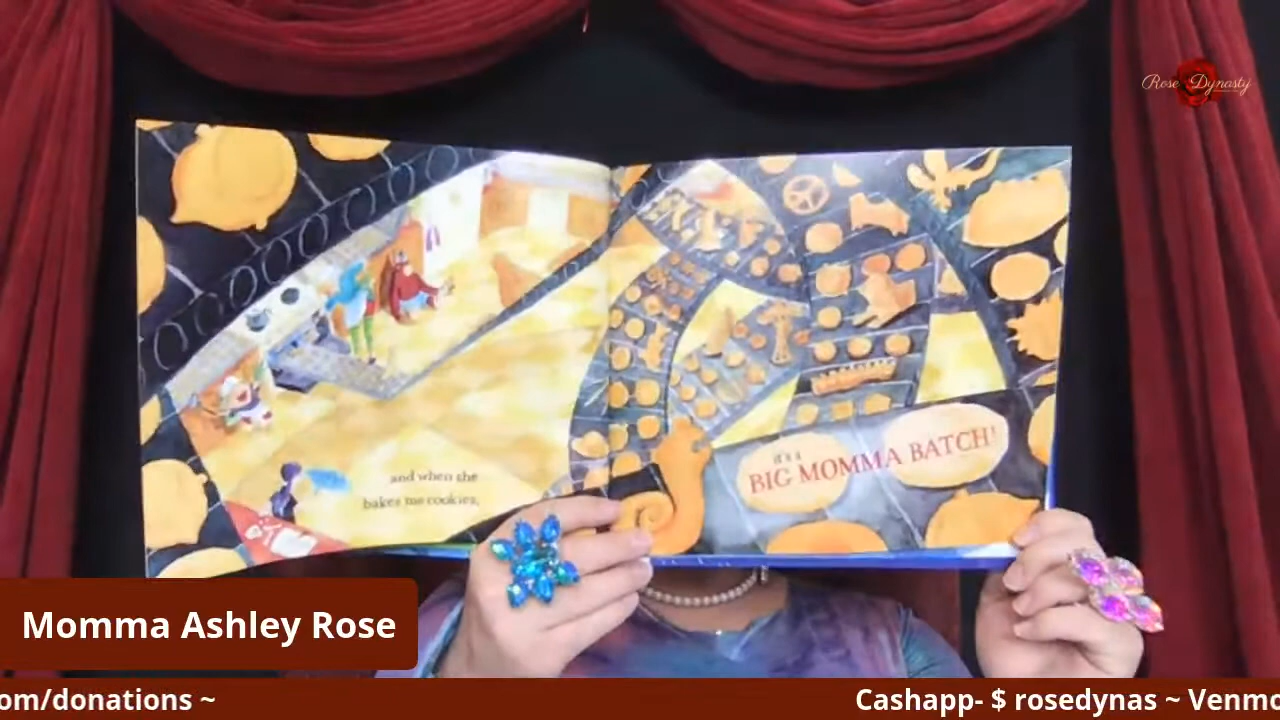 Rose Dynasty
and when she
bakes me cookies,
it's a
BIG MOMMA BATCH!
Momma Ashley Rose
om/donations ~
Cashapp- $ rosedynas ~ Venmo